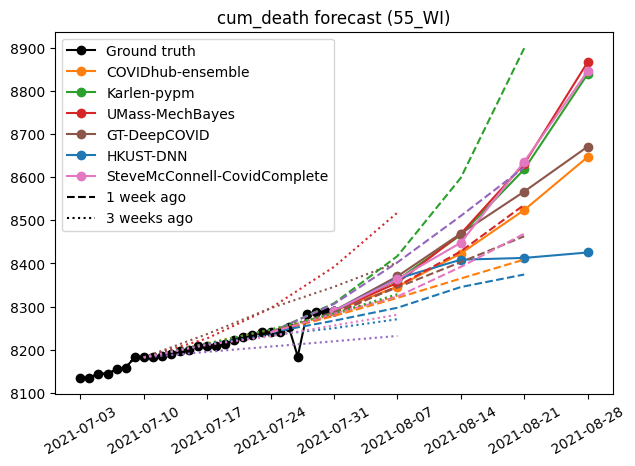 cum_death forecast (55_WI)
8900
8800
8700
8600
8500
8400
8300
8200
8100
Ground truth
COVIDhub-ensemble
Karlen-pypm
UMass-MechBayes
GT-DeepCOVID
HKUST-DNN
SteveMcConnell-CovidComplete
1 week ago
3 weeks ago
2021-07-03
2021-07-10
2021-07-17
2021-07-24
2021-07-31
2021-08-07
2021-08-14
2021-08-21
2021-08-28